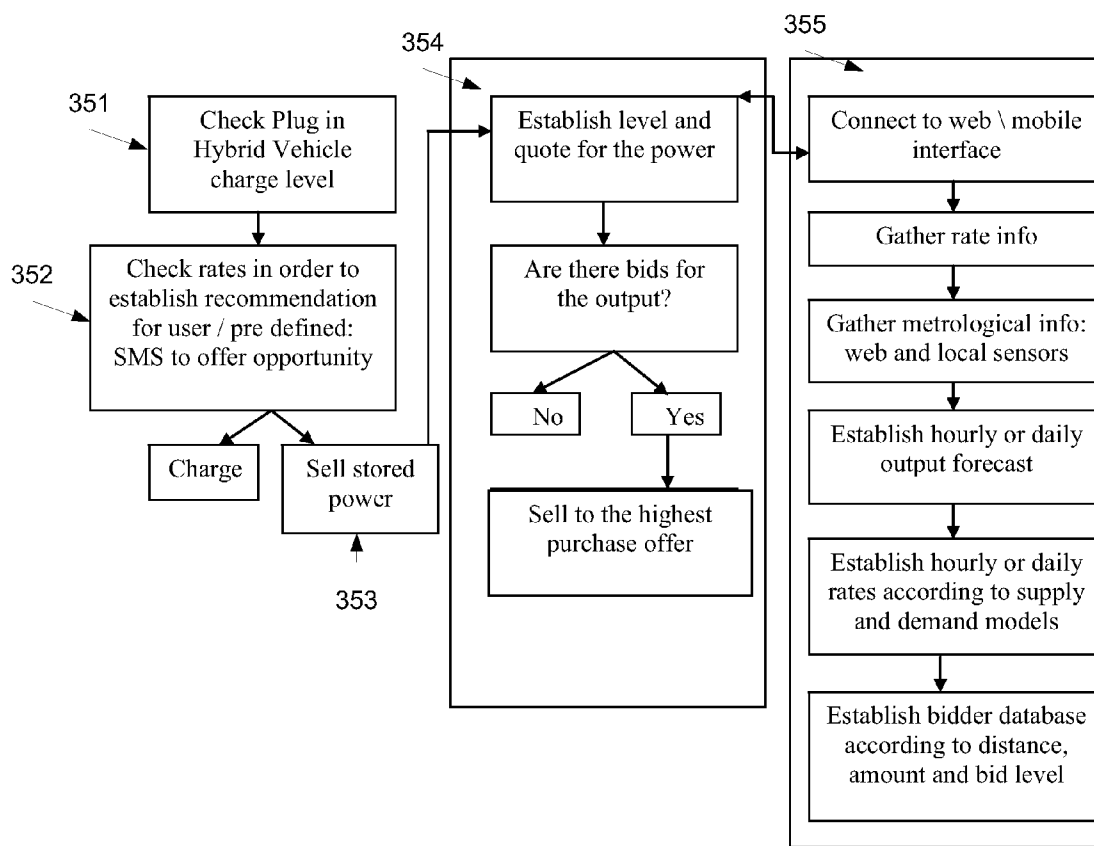 351
Check Plug in
Hybrid Vehicle
charge level
352
Check rates in order to
establish recommendation
for user / pre defined:
SMS to offer opportunity
Charge
Sell stored
power
353
354
Establish level and
quote for the power
Are there bids for
the output?
No
Yes
Sell to the highest
purchase offer
355
Connect to web \ mobile
interface
Gather rate info
Gather metrological info:
web and local sensors
Establish hourly or daily
output forecast
Establish hourly or daily
rates according to supply
and demand models
Establish bidder database
according to distance,
amount and bid level